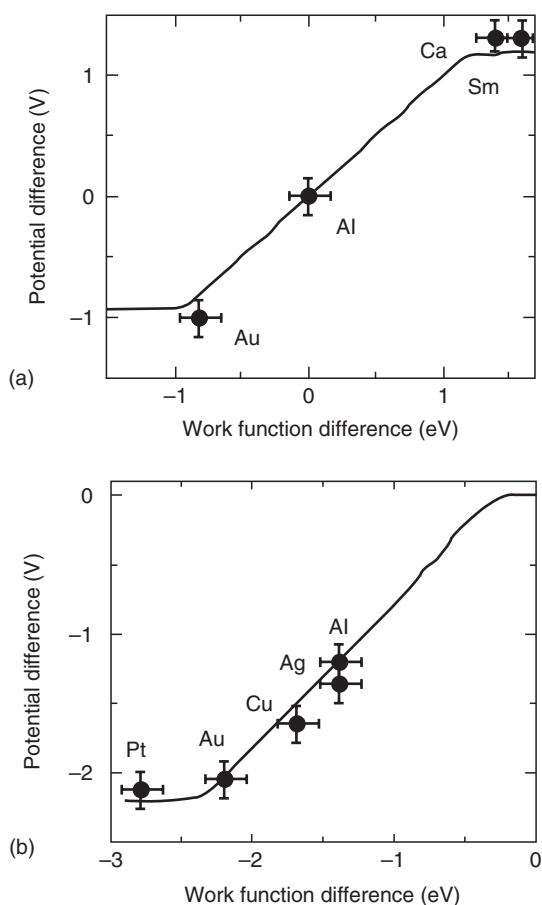 1
0
–1
Potential difference (V)
Ca
Sm
Al
Au
(a)
–1
0
1
Work function difference (eV)
0
–1
–2
Potential difference (V)
Al
Ag
Cu
Au
Pt
(b)
–3
–2
–1
0
Work function difference (eV)